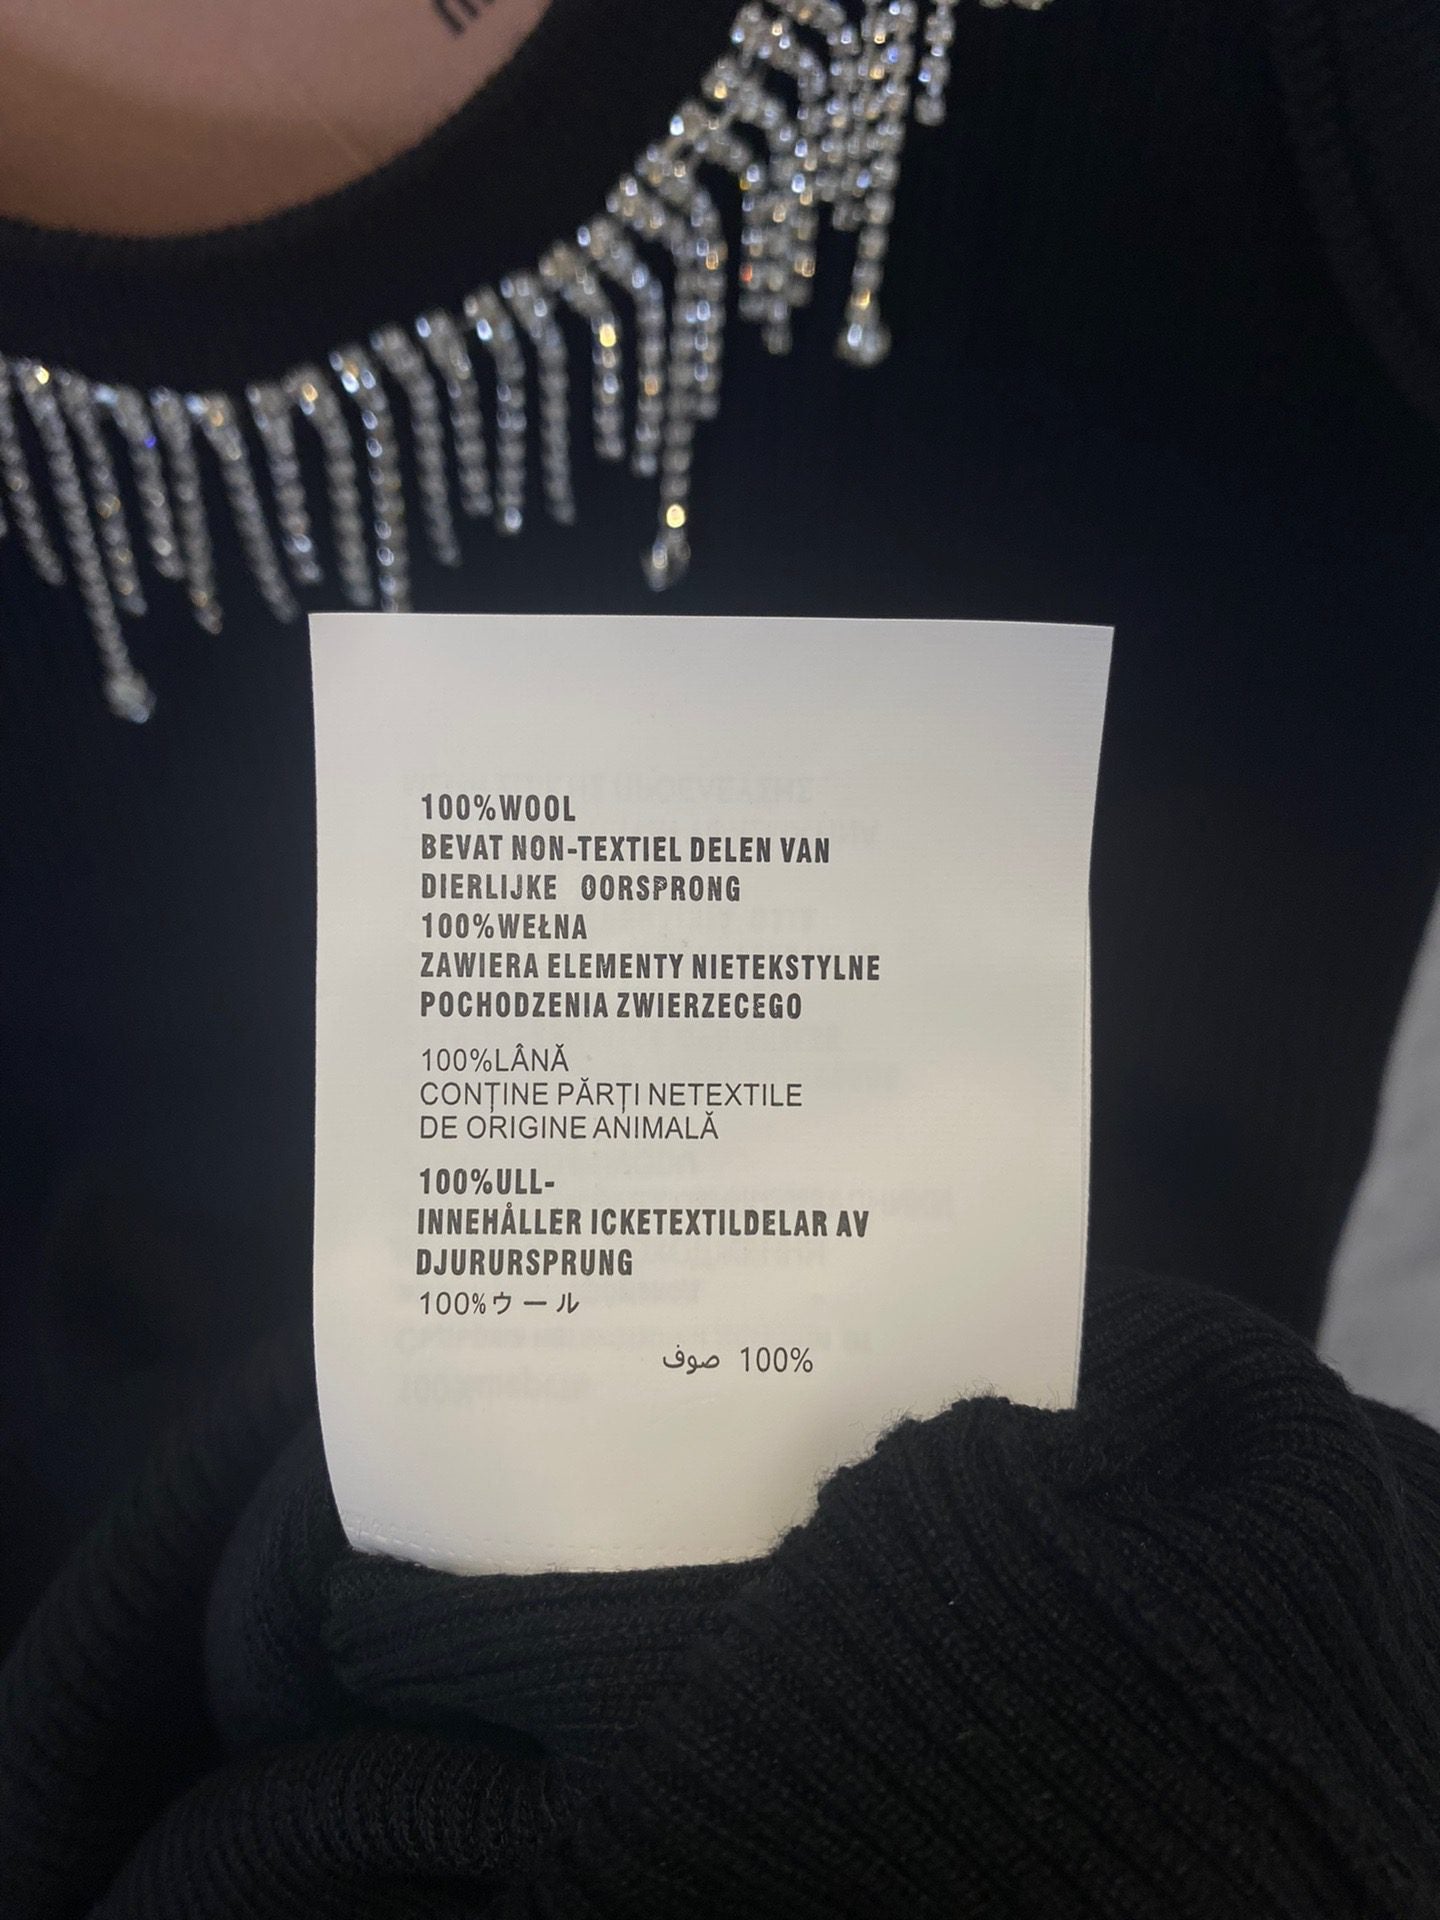 100%WOOL
BEVAT NON-TEXTIEL DELEN VAN
DIERLIJKE OORSPRONG
100%WEŁNA
ZAWIERA ELEMENTY NIETEKSTYLNE
POCHODZENIA ZWIERZECEGO
100%LÂNĂ
CONȚINE PĂRȚI NETEXTILE
DE ORIGINE ANIMALĂ
100%ULL-
INNEHÅLLER ICKETEXTILDELAR AV
DJURURSPRUNG
100%ウール
100% صوف